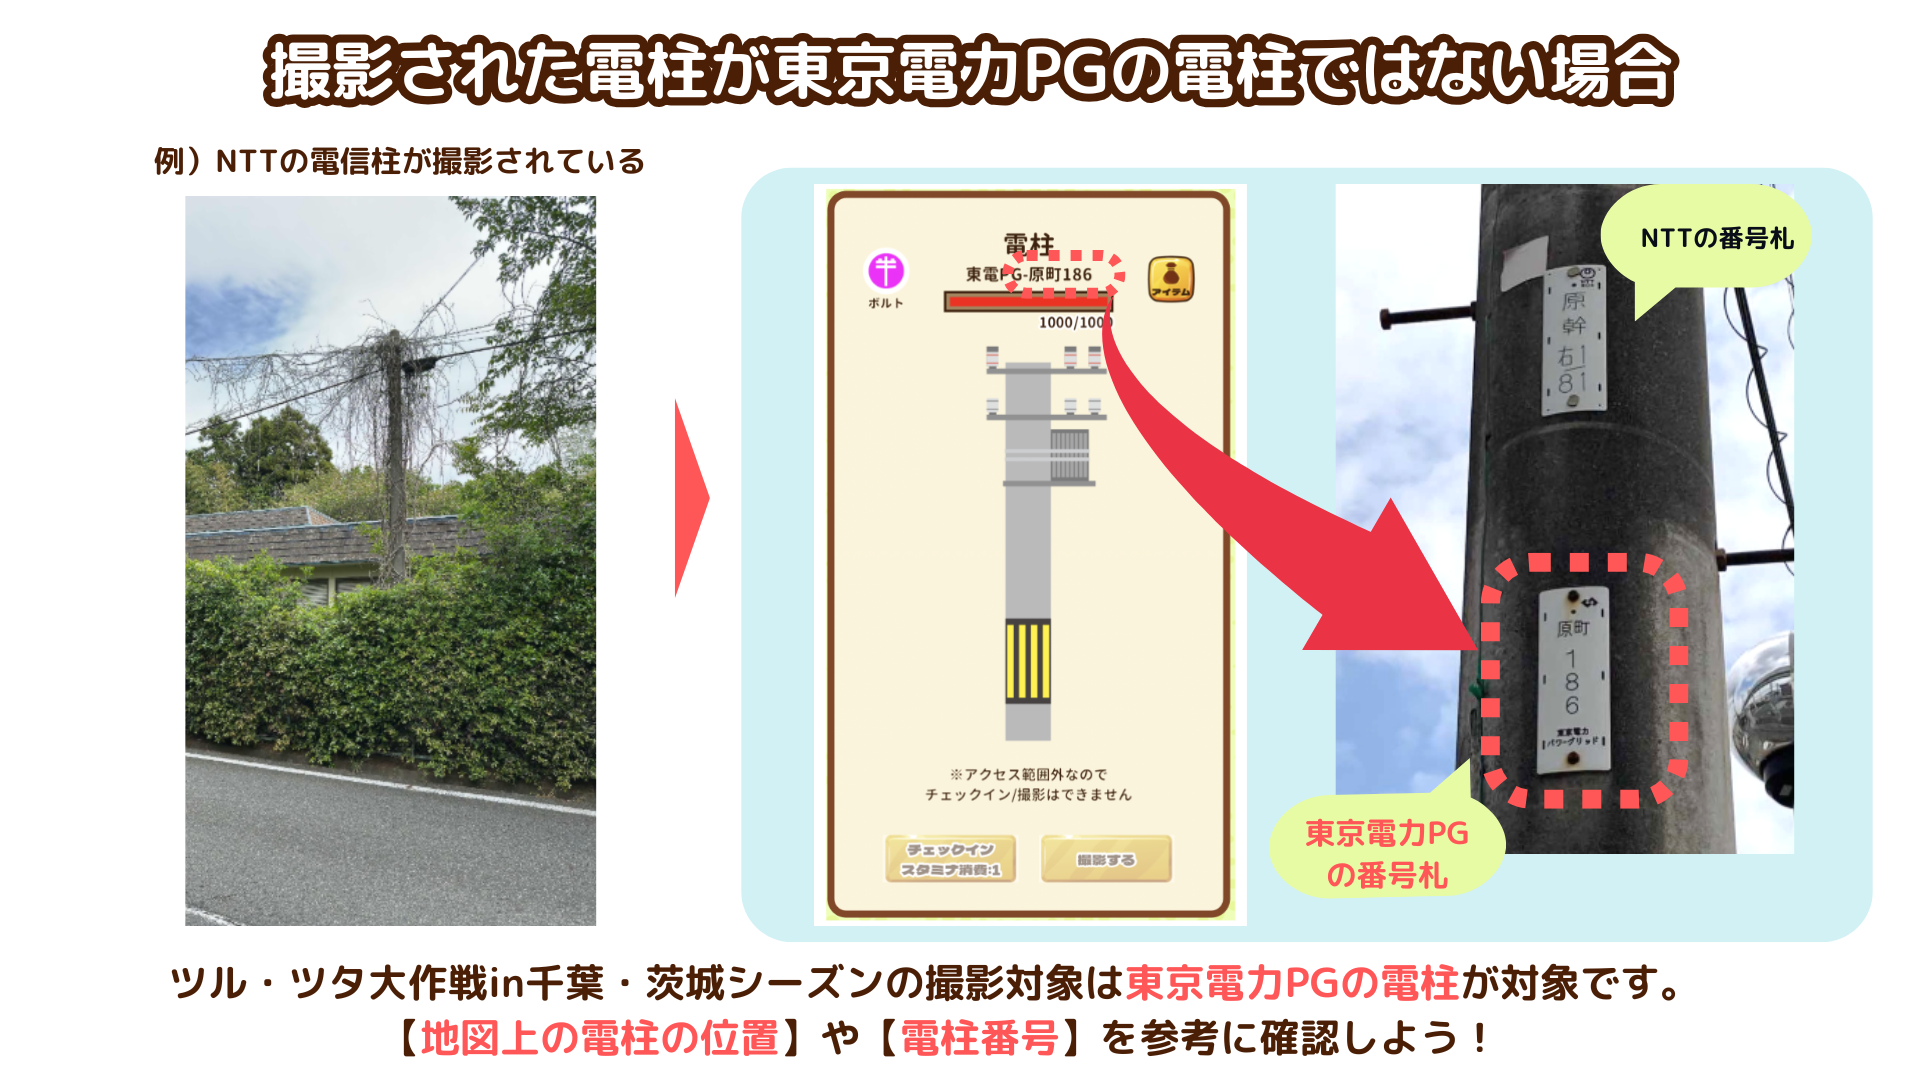 撮影された電柱が東京電力PGの電柱ではない場合
例）NTTの電信柱が撮影されている
電柱
東電PG-原町186
ボルト
アイテム
1000/1000
※アクセス範囲外なので
チェックイン/撮影はできません
チェックイン
スタミナ消費:1
撮影する
NTTの番号札
原
幹
右 1
81
原町
1
8
6
東京電力
パワーグリッド
東京電力PG
の番号札
ツル・ツタ大作戦in千葉・茨城シーズンの撮影対象は東京電力PGの電柱が対象です。
【地図上の電柱の位置】や【電柱番号】を参考に確認しよう！